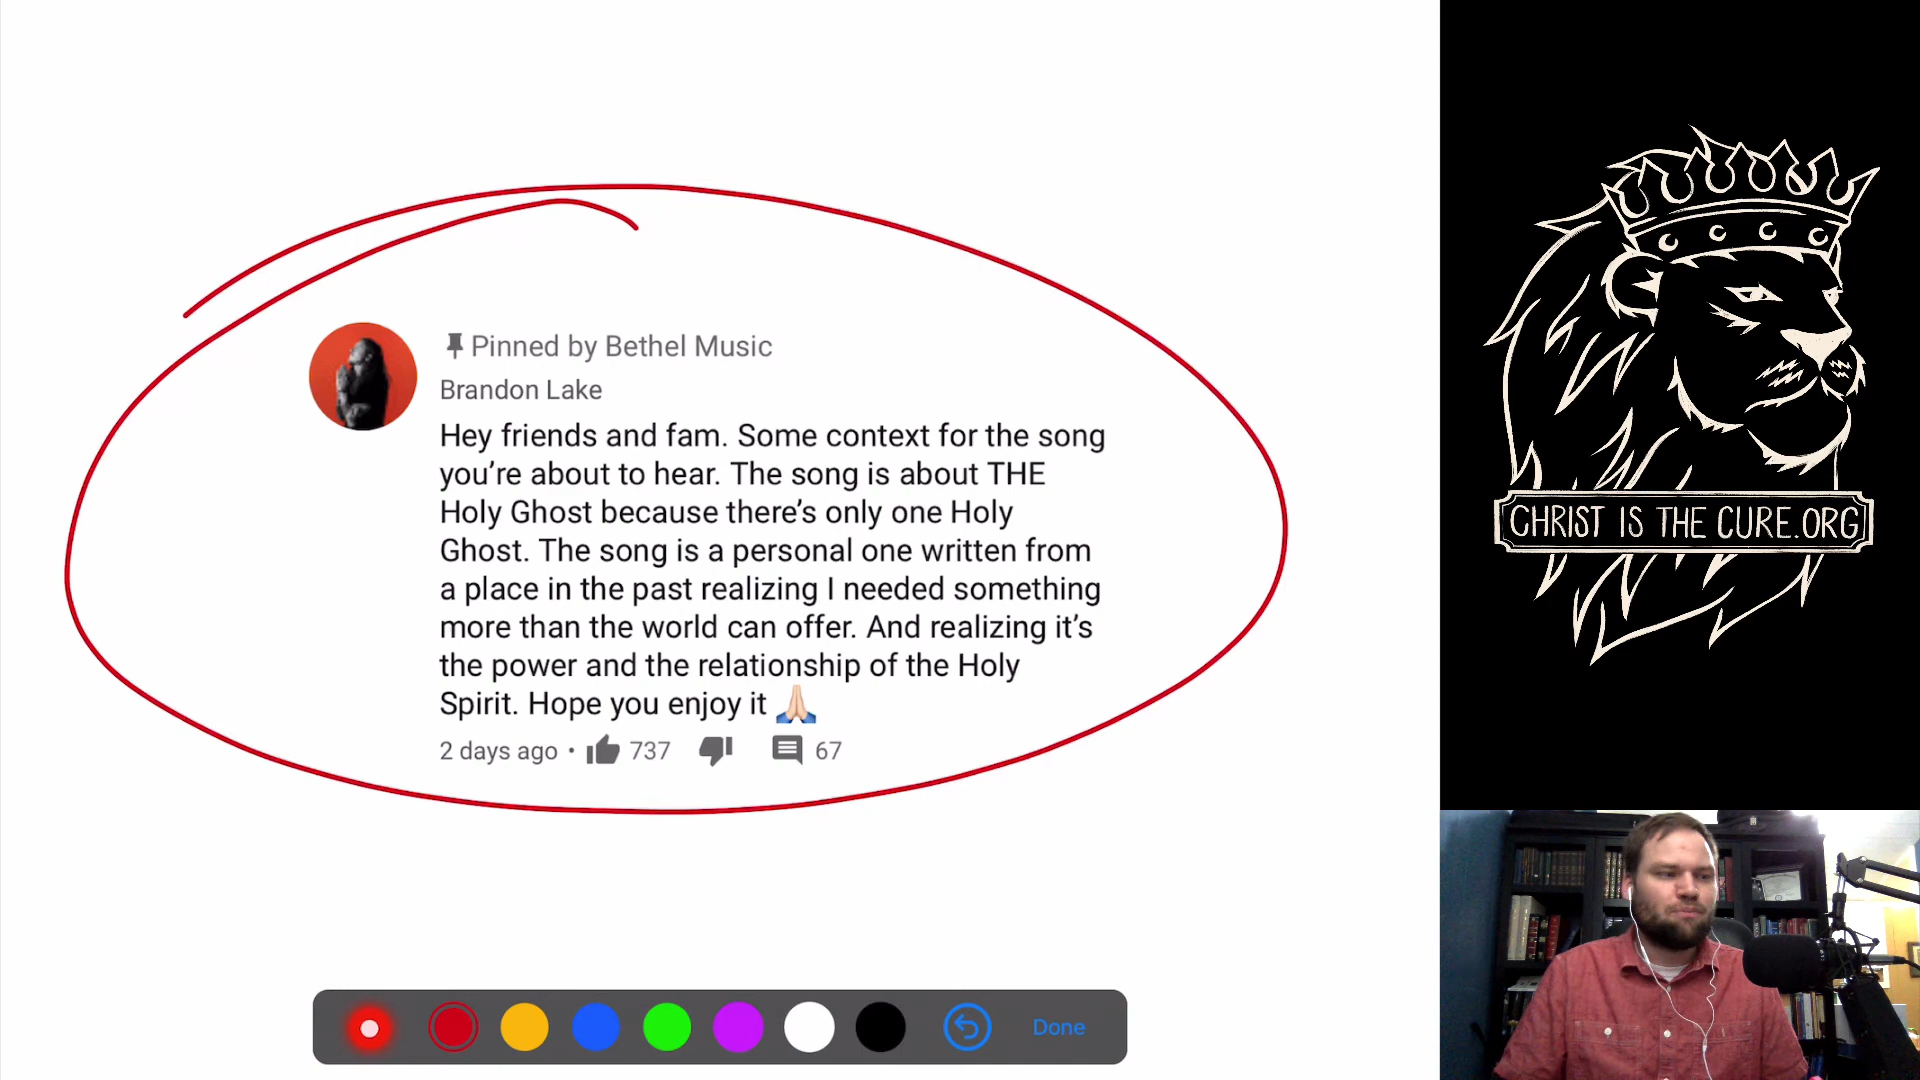 Pinned by Bethel Music
Brandon Lake
Hey friends and fam. Some context for the song
you’re about to hear. The song is about THE
Holy Ghost because there’s only one Holy
Ghost. The song is a personal one written from
a place in the past realizing I needed something
more than the world can offer. And realizing it’s
the power and the relationship of the Holy
Spirit. Hope you enjoy it 🙏🏻
2 days ago • 737 67
Done
CHRIST IS THE CURE.ORG